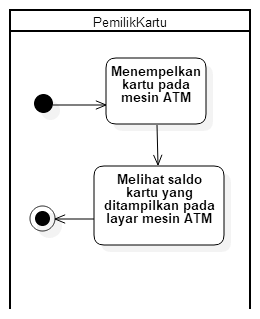 PemilikKartu
Menempelkan
kartu pada
mesin ATM
Melihat saldo
kartu yang
ditampilkan pada
layar mesin ATM